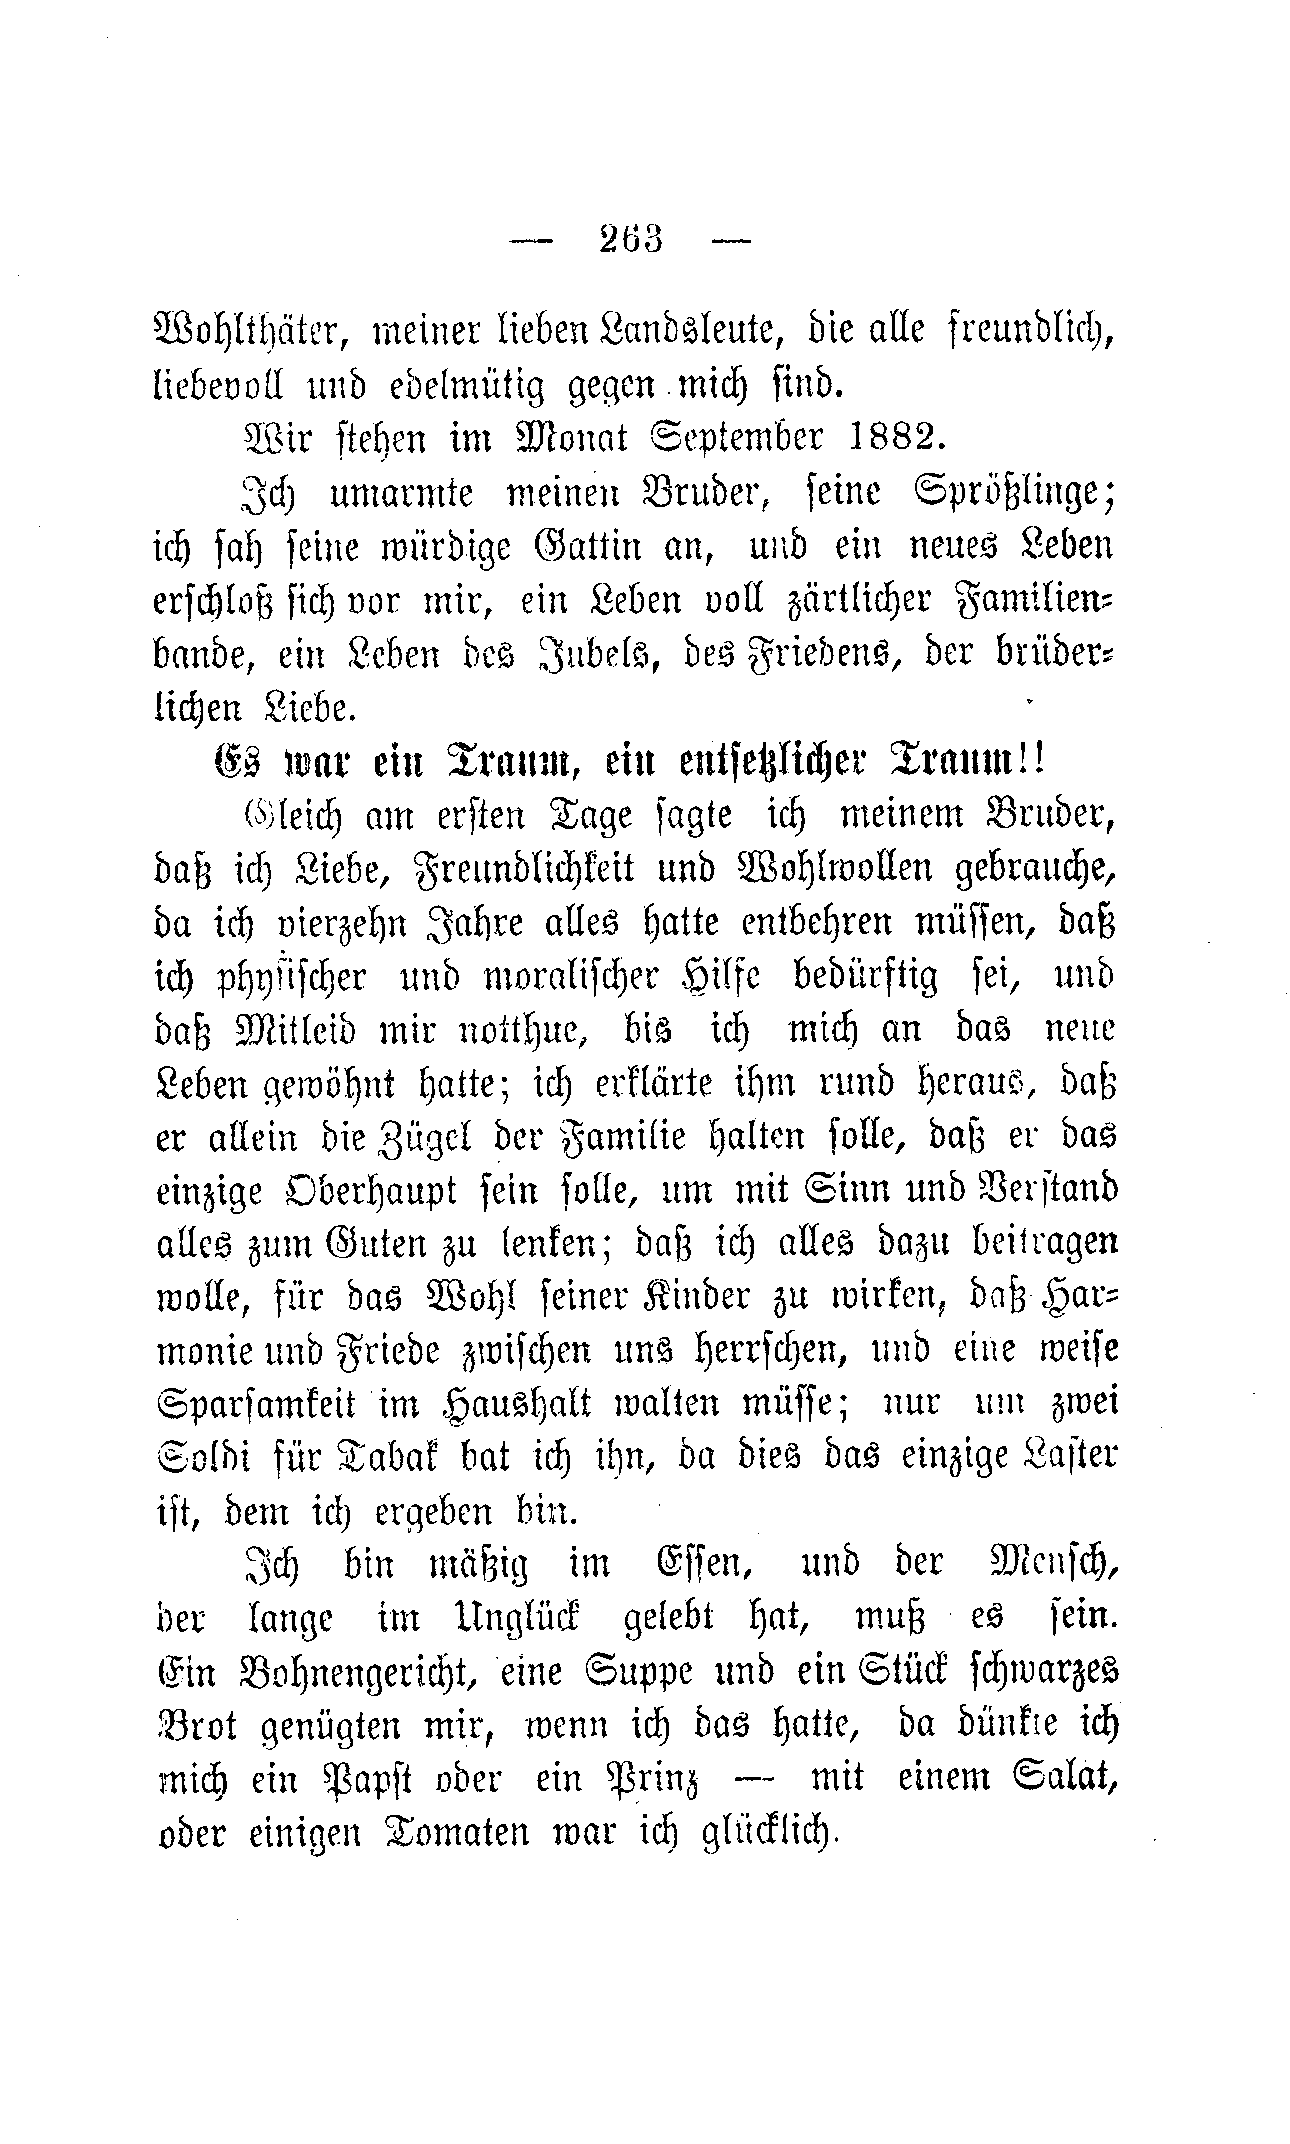 — 263 —
Wohlthäter, meiner lieben Landsleute, die alle freundlich,
liebevoll und edelmütig gegen mich sind.
Wir stehen im Monat September 1882.
Ich umarmte meinen Bruder, seine Sprößlinge;
ich sah seine würdige Gattin an, und ein neues Leben
erschloß sich vor mir, ein Leben voll zärtlicher Familien-
bande, ein Leben des Jubels, des Friedens, der brüder-
lichen Liebe.
Es war ein Traum, ein entsetzlicher Traum!!
Gleich am ersten Tage sagte ich meinem Bruder,
daß ich Liebe, Freundlichkeit und Wohlwollen gebrauche,
da ich vierzehn Jahre alles hatte entbehren müssen, daß
ich physischer und moralischer Hilfe bedürftig sei, und
daß Mitleid mir notthue, bis ich mich an das neue
Leben gewöhnt hatte; ich erklärte ihm rund heraus, daß
er allein die Zügel der Familie halten solle, daß er das
einzige Oberhaupt sein solle, um mit Sinn und Verstand
alles zum Guten zu lenken; daß ich alles dazu beitragen
wolle, für das Wohl seiner Kinder zu wirken, daß Har-
monie und Friede zwischen uns herrschen, und eine weise
Sparsamkeit im Haushalt walten müsse; nur um zwei
Soldi für Tabak bat ich ihn, da dies das einzige Laster
ist, dem ich ergeben bin.
Ich bin mäßig im Essen, und der Mensch,
der lange im Unglück gelebt hat, muß es sein.
Ein Bohnengericht, eine Suppe und ein Stück schwarzes
Brot genügten mir, wenn ich das hatte, da dünkte ich
mich ein Papst oder ein Prinz — mit einem Salat,
oder einigen Tomaten war ich glücklich.